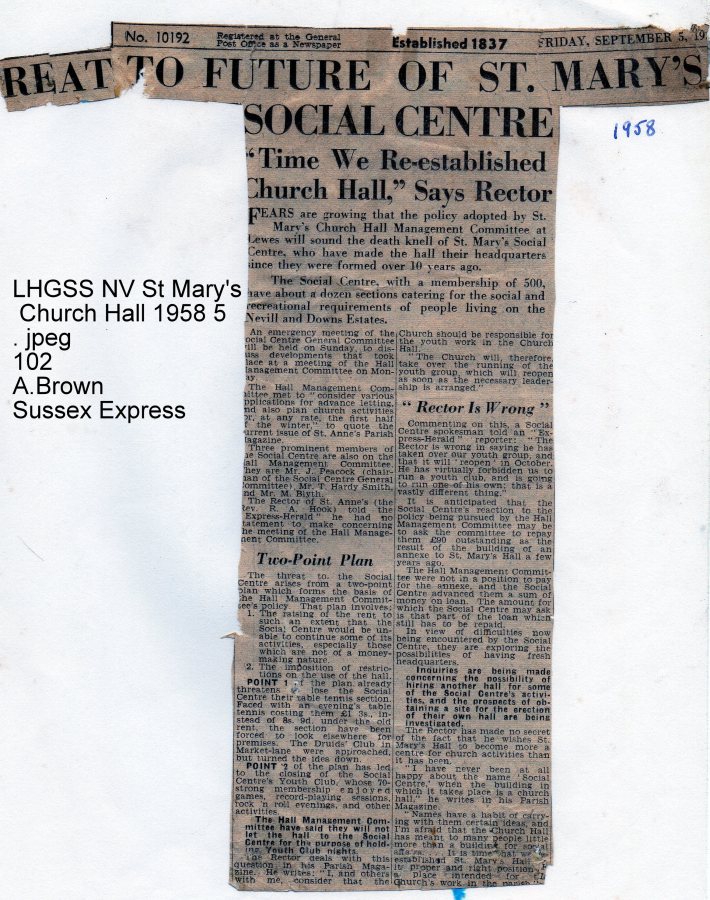 No. 10192
Registered at the General
Post Office as a Newspaper
Established 1837
FRIDAY, SEPTEMBER 5, 19
REAT TO FUTURE OF ST. MARY'S
SOCIAL CENTRE
1958
"Time We Re-established
Church Hall," Says Rector
FEARS are growing that the policy adopted by St.
Mary's Church Hall Management Committee at
Lewes will sound the death knell of St. Mary's Social
Centre, who have made the hall their headquarters
since they were formed over 10 years ago.
The Social Centre, with a membership of 500,
have about a dozen sections catering for the social and
recreational requirements of people living on the
Nevill and Downs Estates.
LHGSS NV St Mary's
Church Hall 1958 5
. jpeg
102
A.Brown
Sussex Express
An emergency meeting of the
Social Centre General Committee
will be held on Sunday, to dis-
cuss developments that took
place at a meeting of the Hall
Management Committee on Mon-
ay.
The Hall Management Com-
mittee met to "consider various
applications for advance letting,
and also plan church activities
or, at any rate, the first half
of the winter," to quote the
current issue of St. Anne's Parish
Magazine.
Three prominent members of
the Social Centre are also on the
Hall Management Committee.
They are Mr. J. Peacock (chair-
man of the Social Centre General
Committee), Mr. T. Hardy Smith,
and Mr. M. Blyth.
The Rector of St. Anne's (the
Rev. R. A. Hook) told the
"Express-Herald" he had no
statement to make concerning
the meeting of the Hall Manage-
ment Committee.
Two-Point Plan
The threat to the Social
Centre arises from a two-point
plan which forms the basis of
the Hall Management Commit-
tee's policy. That plan involves:
1. The raising of the rent to
such an extent that the
Social Centre would be un-
able to continue some of its
activities, especially those
which are not of a money-
making nature.
2. The imposition of restric-
tions on the use of the hall.
POINT 1 of the plan already
threatens to lose the Social
Centre their table tennis section.
Faced with an evening's table
tennis costing them £1 3s., in-
stead of 8s. 9d. under the old
rent, the section have been
forced to look elsewhere for
premises. The Druids' Club in
Market-lane were approached,
but turned the idea down.
POINT 2 of the plan has led
to the closing of the Social
Centre's Youth Club, whose 70-
strong membership enjoyed
games, record-playing sessions,
rock 'n roll evenings, and other
activities.
The Hall Management Com-
mittee have said they will not
let the hall to the Social
Centre for the purpose of hold-
ing Youth Club nights.
The Rector deals with this
question in his Parish Maga-
zine. He writes: "I, and others
with me, consider that the
Church should be responsible for
the youth work in the Church
Hall.
"The Church will, therefore,
take over the running of the
youth group, which will reopen
as soon as the necessary leader-
ship is arranged."
"Rector Is Wrong"
Commenting on this, a Social
Centre spokesman told an "Ex-
press-Herald" reporter: "The
Rector is wrong in saying he has
taken over our youth group, and
that it will 'reopen' in October.
He has virtually forbidden us to
run a youth club, and is going
to run one of his own; that is a
vastly different thing."
It is anticipated that the
Social Centre's reaction to the
policy being pursued by the Hall
Management Committee may be
to ask the committee to repay
them £90 outstanding as the
result of the building of an
annexe to St. Mary's Hall a few
years ago.
The Hall Management Commit-
tee were not in a position to pay
for the annexe, and the Social
Centre advanced them a sum of
money on loan. The amount for
which the Social Centre may ask
is that part of the loan which
still has to be repaid.
In view of difficulties now
being encountered by the Social
Centre, they are exploring the
possibilities of having fresh
headquarters.
Inquiries are being made
concerning the possibility of
hiring another hall for some
of the Social Centre's activi-
ties, and the prospects of ob-
taining a site for the erection
of their own hall are being
investigated.
The Rector has made no secret
of the fact that he wishes St.
Mary's Hall to become more a
centre for church activities than
it has been.
"I have never been at all
happy about the name 'Social
Centre,' when the building in
which it takes place is a church
hall," he writes in his Parish
Magazine.
"Names have a habit of carry-
ing with them certain ideas, and
I'm afraid that the Church Hall
has meant to many people little
more than a building for social
affairs. . . . It is time that we
established St. Mary's Hall in
its proper and right position,
a place intended for
Church's work in the parish